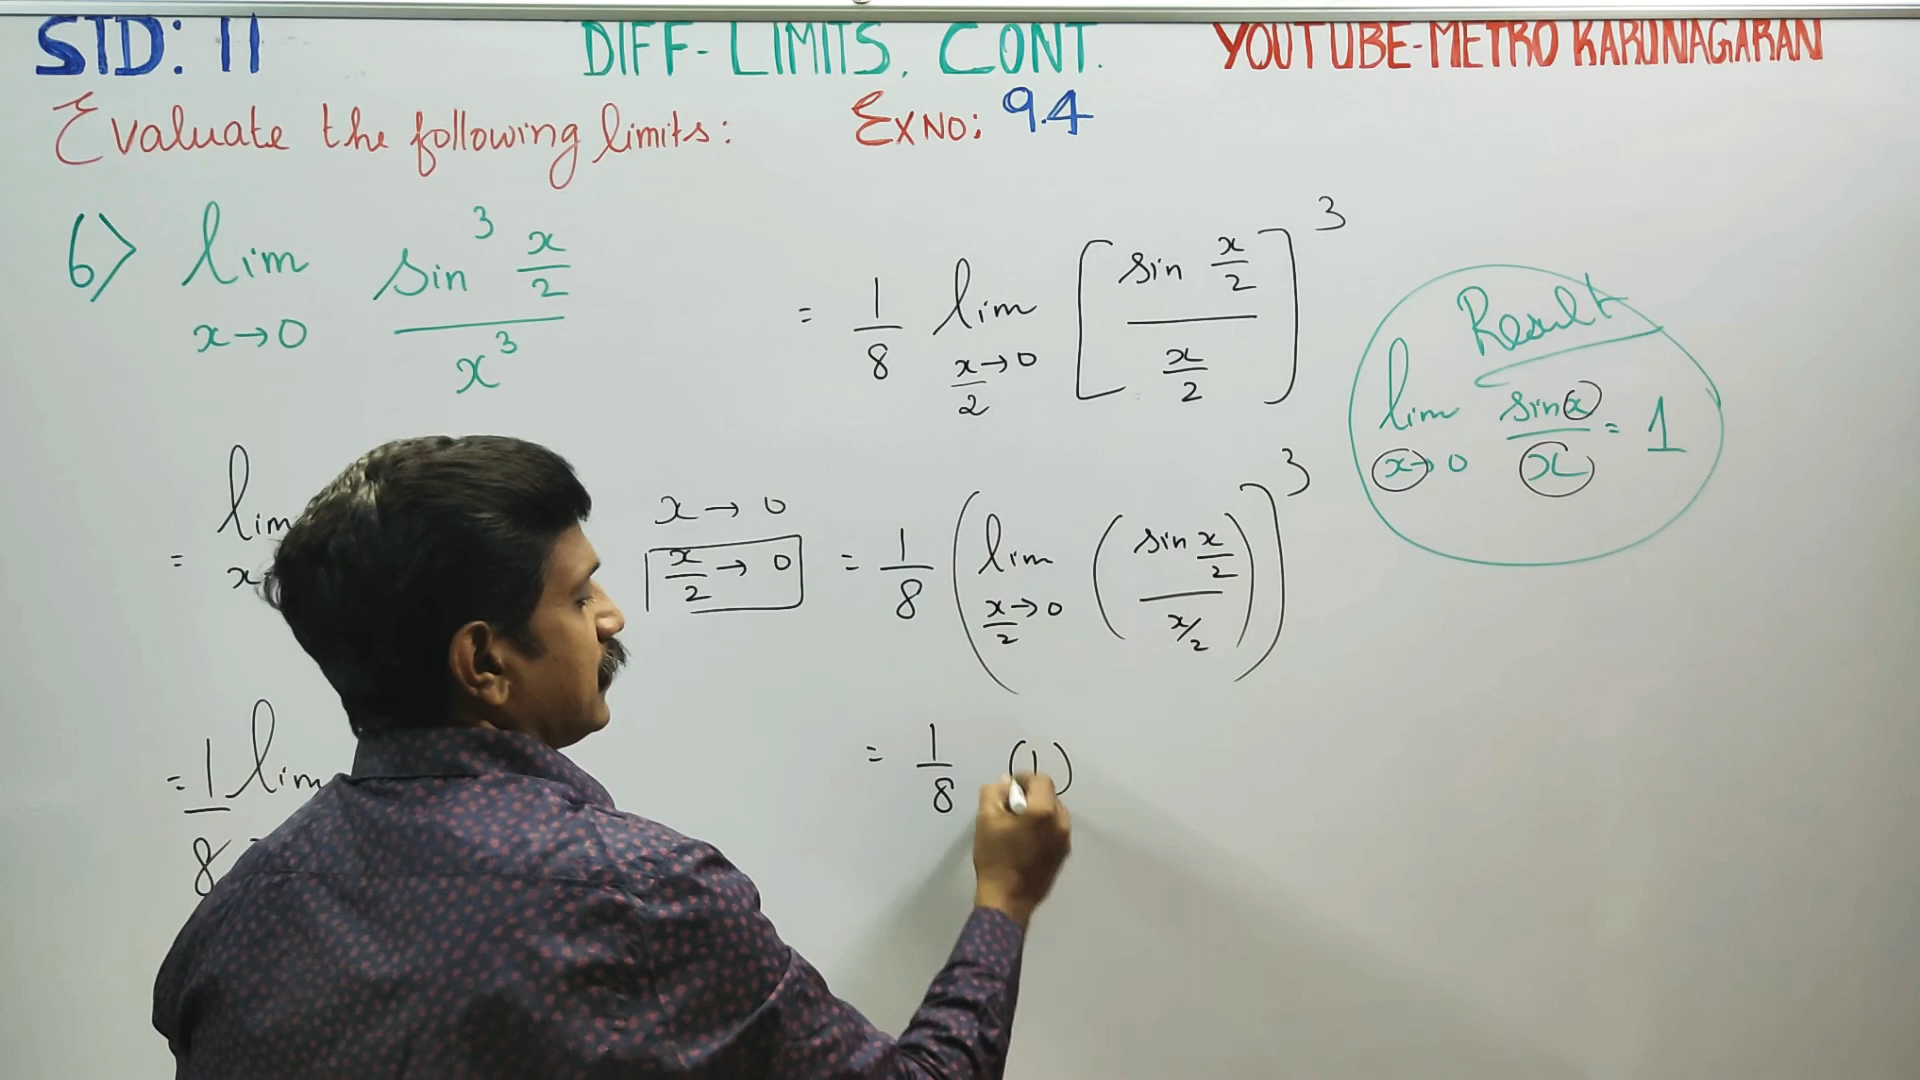 STD: 11 DIFF-LIMITS, CONT. YOUTUBE-METRO KARUNAGARAN
Evaluate the following limits: EX NO: 9.4
6) lim x→0 sin³ x/2 / x³
= lim x
= 1/8 lim
x→0
x/2→0
= 1/8 lim x/2→0 [sin x/2 / x/2]³
= 1/8 (lim x/2→0 (sin x/2 / x/2))³
= 1/8 (1)
Result
lim x→0 sin x / x = 1